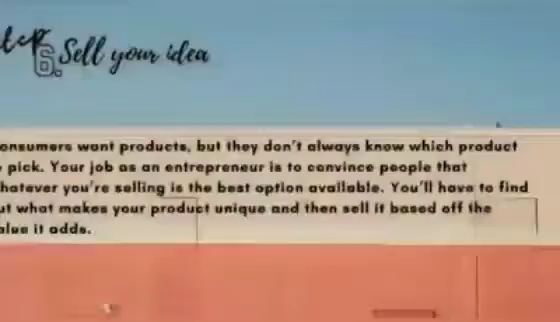 tep
6. Sell your idea
onsumers want products, but they don't always know which product
pick. Your job as an entrepreneur is to convince people that
hatever you're selling is the best option available. You'll have to find
ut what makes your product unique and then sell it based off the
alue it adds.